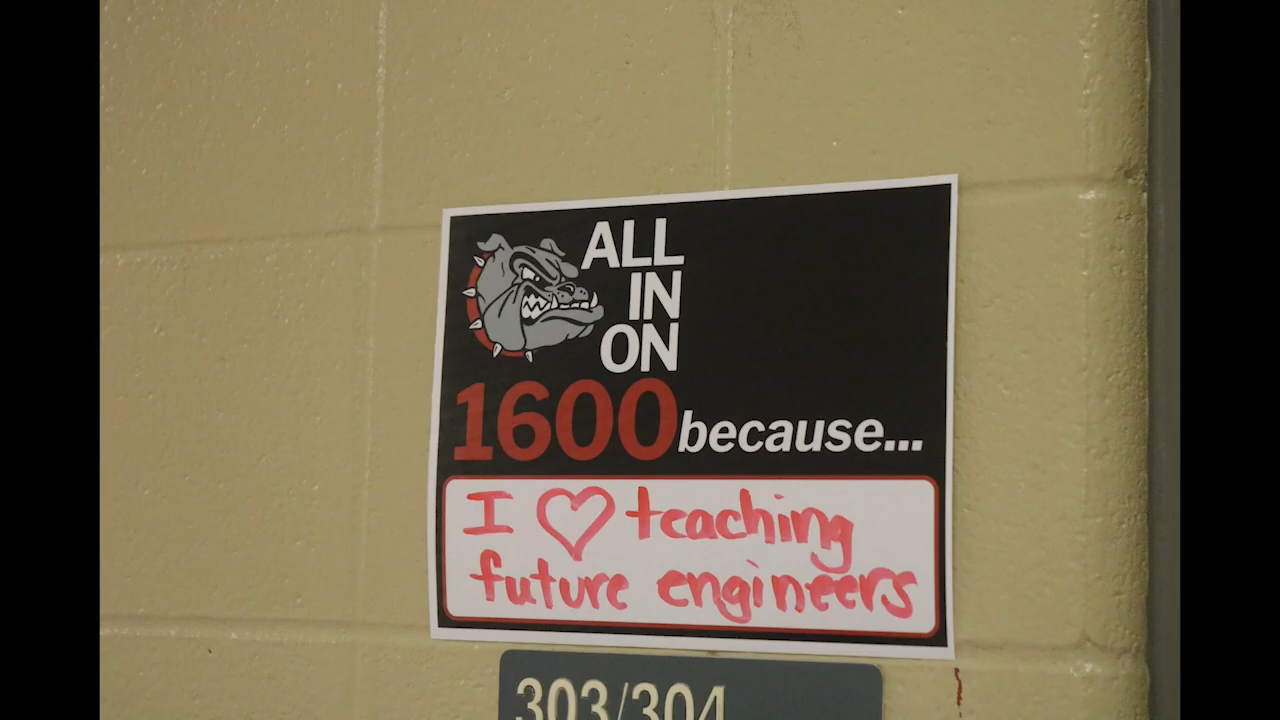 ALL
IN
ON
1600 because...
I ♡ teaching
future engineers
303/304